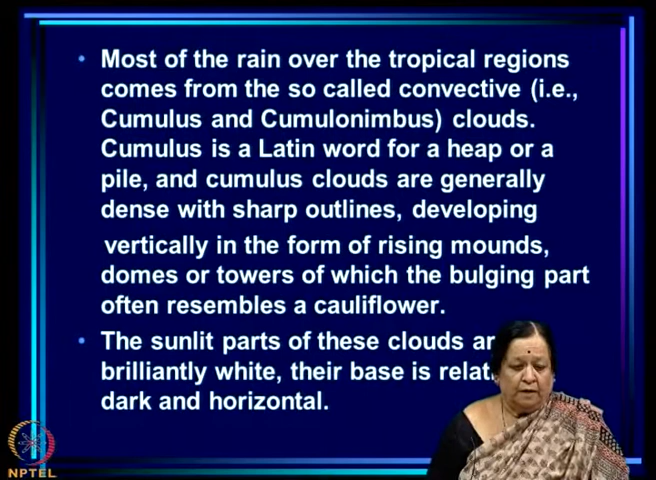 • Most of the rain over the tropical regions
comes from the so called convective (i.e.,
Cumulus and Cumulonimbus) clouds.
Cumulus is a Latin word for a heap or a
pile, and cumulus clouds are generally
dense with sharp outlines, developing
vertically in the form of rising mounds,
domes or towers of which the bulging part
often resembles a cauliflower.
• The sunlit parts of these clouds
brilliantly white, their base is
dark and horizontal.
NPTEL